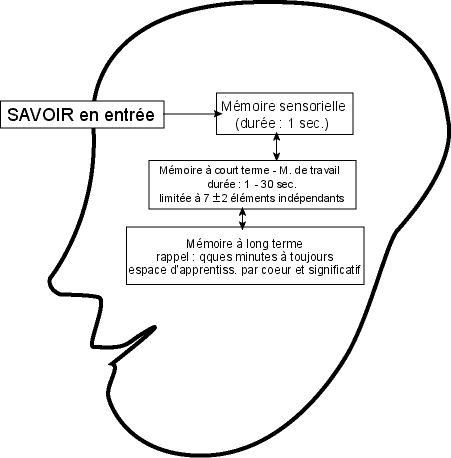 SAVOIR en entrée
Mémoire sensorielle
(durée : 1 sec.)
Mémoire à court terme - M. de travail
durée : 1 - 30 sec.
limitée à 7 ±2 éléments indépendants
Mémoire à long terme
rappel : qques minutes à toujours
espace d'apprentiss. par coeur et significatif